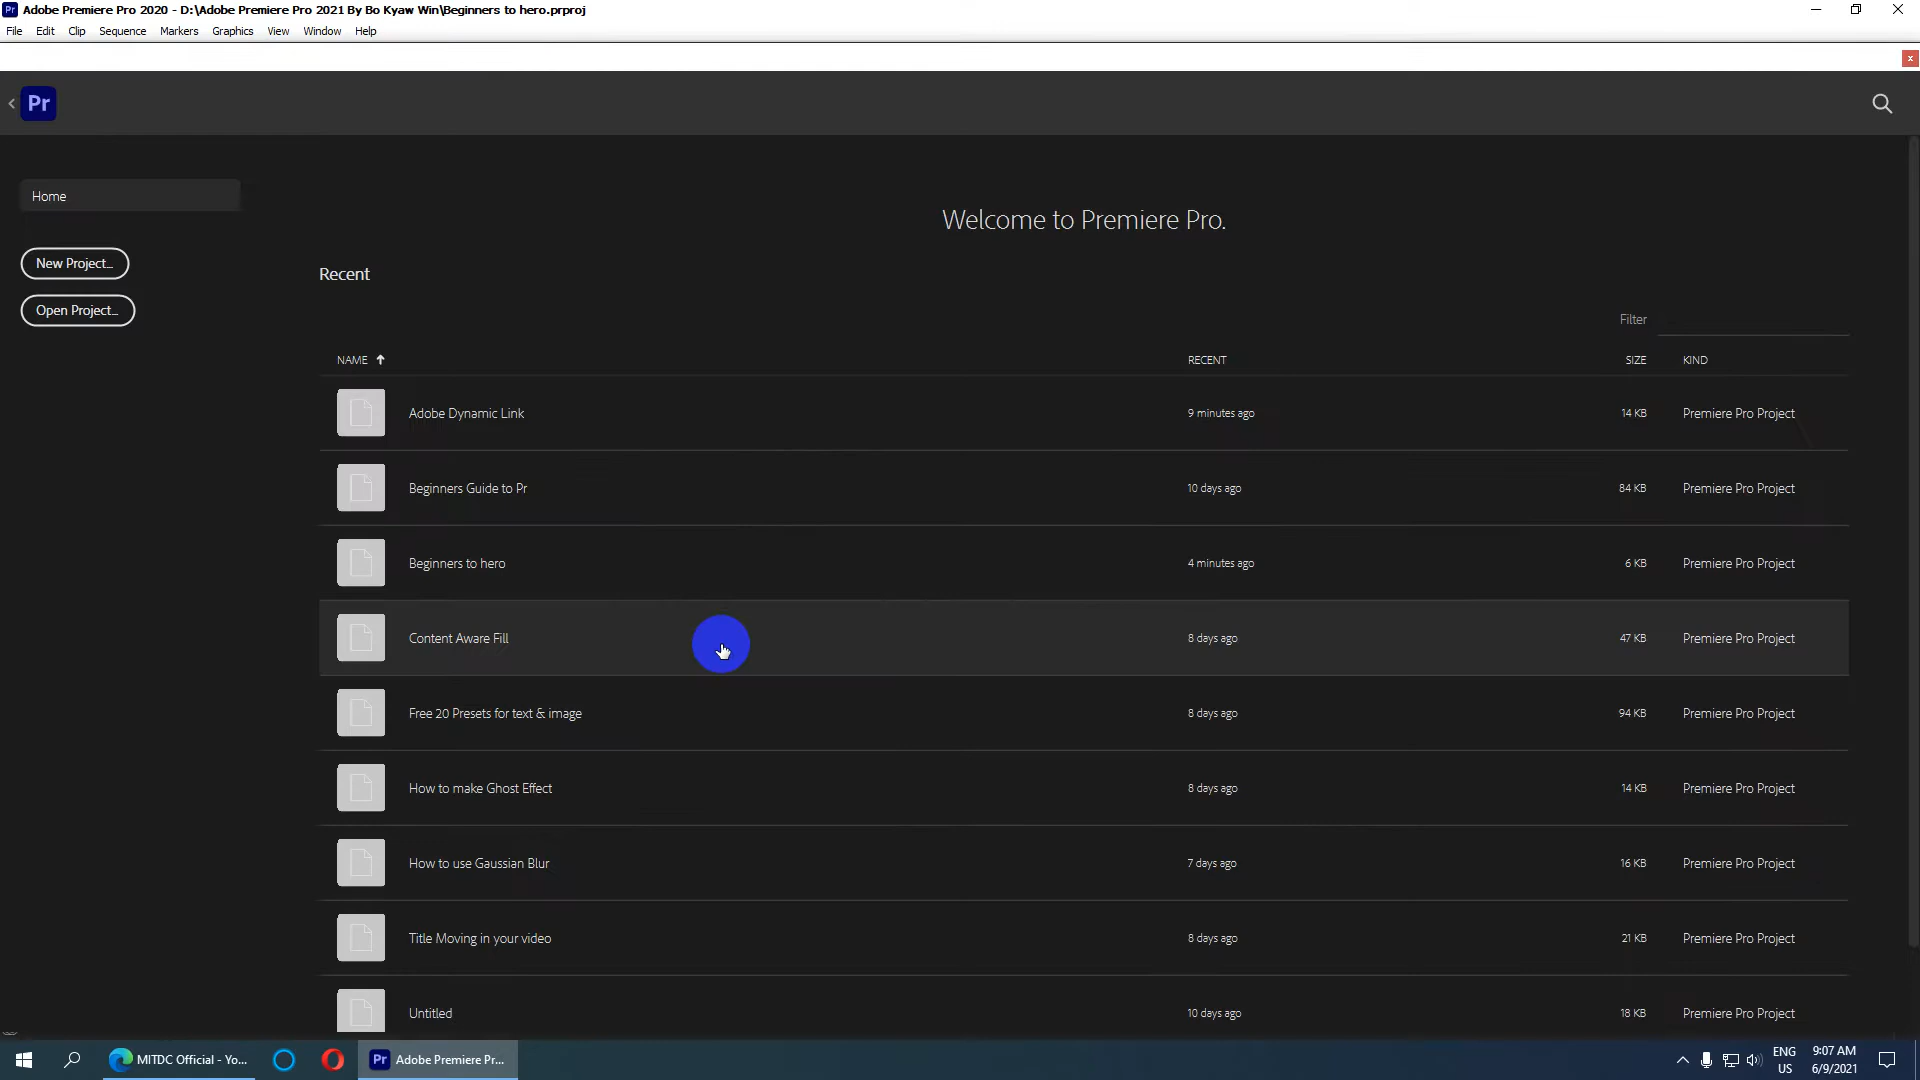 Pr Adobe Premiere Pro 2020 - D:\Adobe Premiere Pro 2021 By Bo Kyaw Win\Beginners to hero.prproj
File Edit Clip Sequence Markers Graphics View Window Help
x
Pr
Home
Welcome to Premiere Pro.
New Project...
Recent
Open Project...
Filter
NAME RECENT SIZE KIND
Adobe Dynamic Link 9 minutes ago 14 KB Premiere Pro Project
Beginners Guide to Pr 10 days ago 84 KB Premiere Pro Project
Beginners to hero 4 minutes ago 6 KB Premiere Pro Project
Content Aware Fill 8 days ago 47 KB Premiere Pro Project
Free 20 Presets for text & image 8 days ago 94 KB Premiere Pro Project
How to make Ghost Effect 8 days ago 14 KB Premiere Pro Project
How to use Gaussian Blur 7 days ago 16 KB Premiere Pro Project
Title Moving in your video 8 days ago 21 KB Premiere Pro Project
Untitled 10 days ago 18 KB Premiere Pro Project
MITDC Official - Yo... Pr Adobe Premiere Pr... ENG 9:07 AM
US 6/9/2021